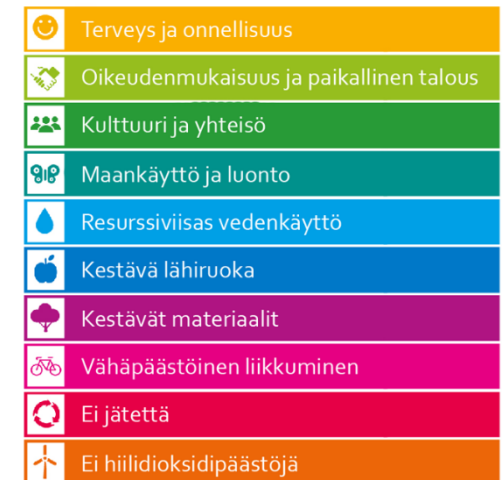 Terveys ja onnellisuus
Oikeudenmukaisuus ja paikallinen talous
Kulttuuri ja yhteisö
Maankäyttö ja luonto
Resurssiviisas vedenkäyttö
Kestävä lähiruoka
Kestävät materiaalit
Vähäpäästöinen liikkuminen
Ei jätettä
Ei hiilidioksidipäästöjä